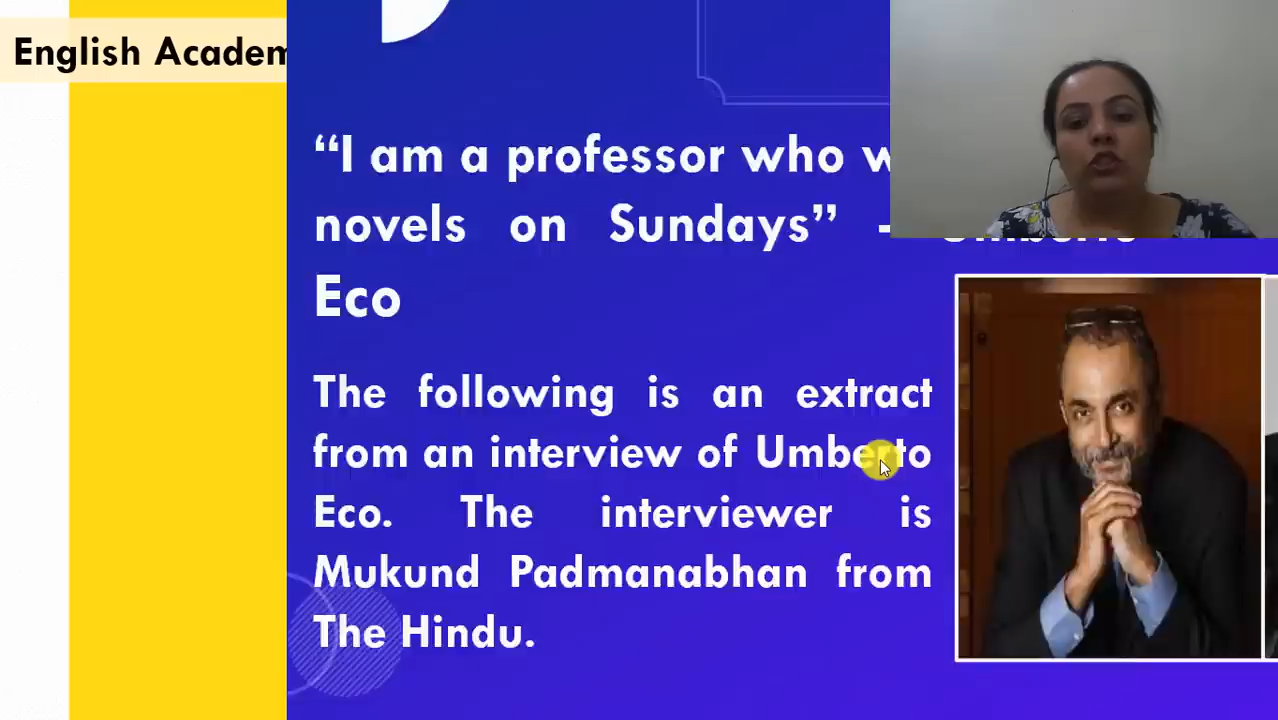 English Academ
“I am a professor who w
novels on Sundays” - Umberto
Eco
The following is an extract
from an interview of Umberto
Eco. The interviewer is
Mukund Padmanabhan from
The Hindu.